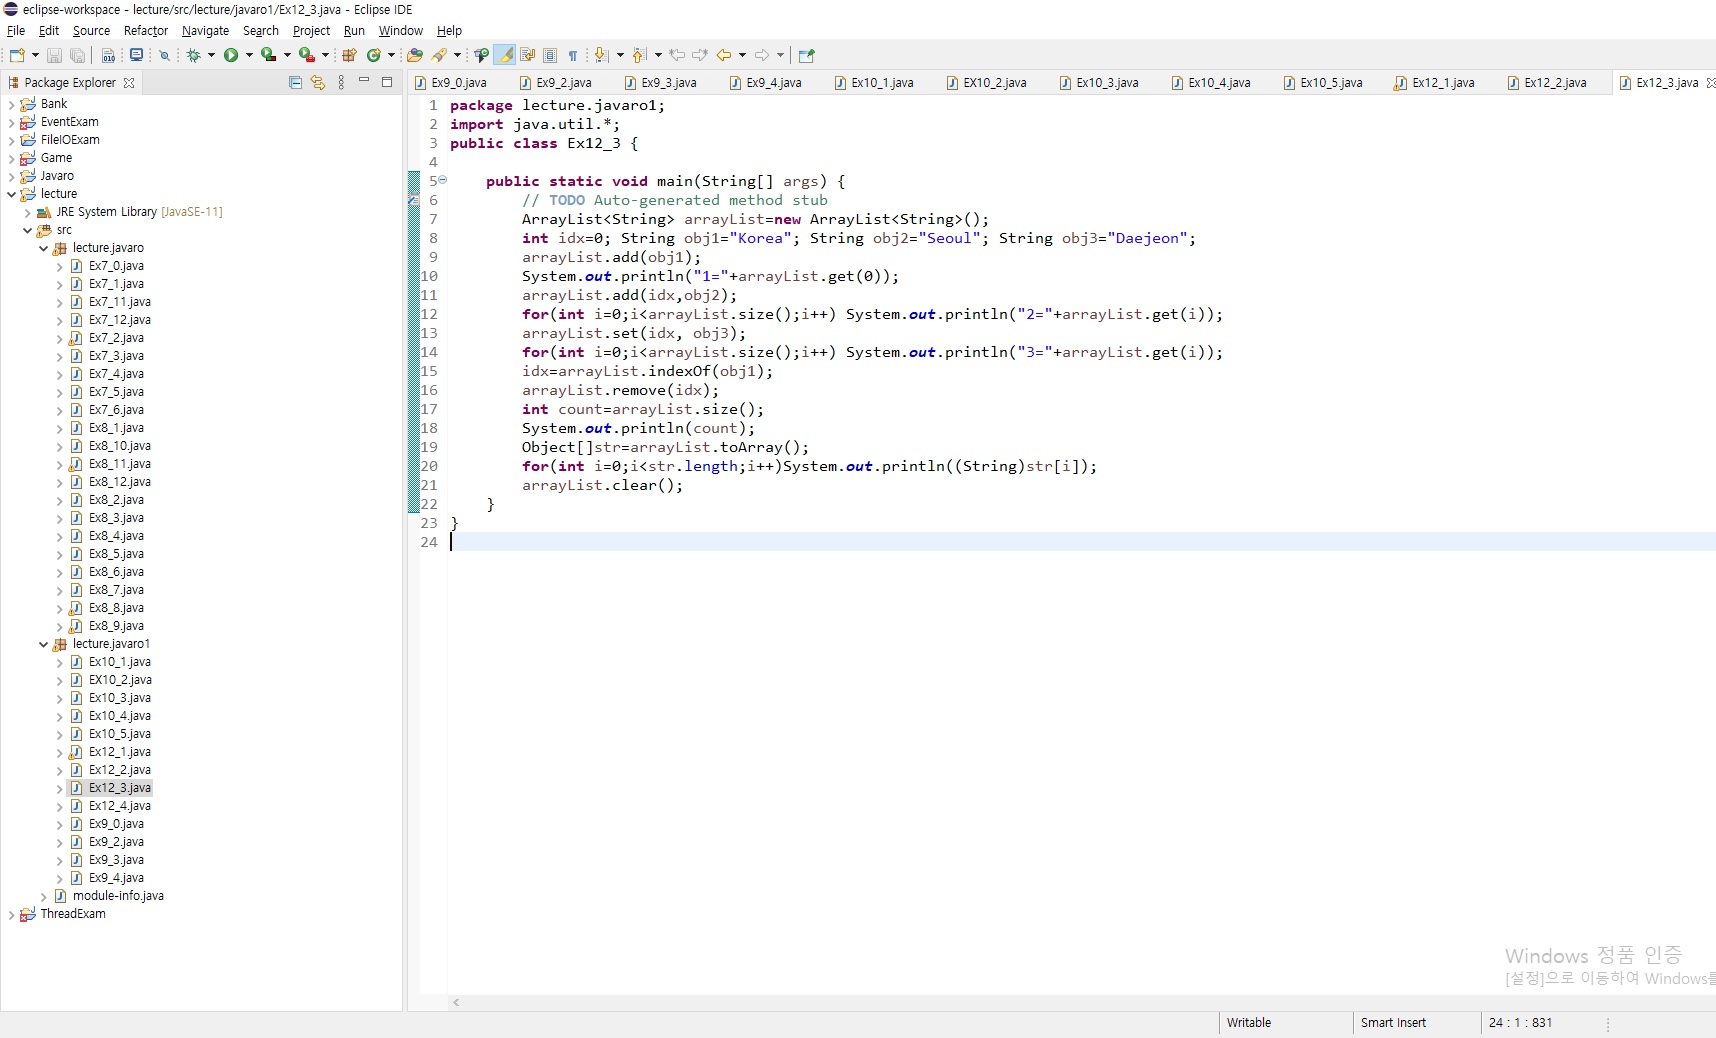 eclipse-workspace - lecture/src/lecture/javaro1/Ex12_3.java - Eclipse IDE
File Edit Source Refactor Navigate Search Project Run Window Help
Package Explorer
Bank
EventExam
FileIOExam
Game
Javaro
lecture
JRE System Library [JavaSE-11]
src
lecture.javaro
Ex7_0.java
Ex7_1.java
Ex7_11.java
Ex7_12.java
Ex7_2.java
Ex7_3.java
Ex7_4.java
Ex7_5.java
Ex7_6.java
Ex8_1.java
Ex8_10.java
Ex8_11.java
Ex8_12.java
Ex8_2.java
Ex8_3.java
Ex8_4.java
Ex8_5.java
Ex8_6.java
Ex8_7.java
Ex8_8.java
Ex8_9.java
lecture.javaro1
Ex10_1.java
EX10_2.java
Ex10_3.java
Ex10_4.java
Ex10_5.java
Ex12_1.java
Ex12_2.java
Ex12_3.java
Ex12_4.java
Ex9_0.java
Ex9_2.java
Ex9_3.java
Ex9_4.java
module-info.java
ThreadExam
Ex9_0.java Ex9_2.java Ex9_3.java Ex9_4.java Ex10_1.java EX10_2.java Ex10_3.java Ex10_4.java Ex10_5.java Ex12_1.java Ex12_2.java Ex12_3.java
1 package lecture.javaro1;
2 import java.util.*;
3 public class Ex12_3 {
4
5 public static void main(String[] args) {
6 // TODO Auto-generated method stub
7 ArrayList<String> arrayList=new ArrayList<String>();
8 int idx=0; String obj1="Korea"; String obj2="Seoul"; String obj3="Daejeon";
9 arrayList.add(obj1);
10 System.out.println("1="+arrayList.get(0));
11 arrayList.add(idx,obj2);
12 for(int i=0;i<arrayList.size();i++) System.out.println("2="+arrayList.get(i));
13 arrayList.set(idx, obj3);
14 for(int i=0;i<arrayList.size();i++) System.out.println("3="+arrayList.get(i));
15 idx=arrayList.indexOf(obj1);
16 arrayList.remove(idx);
17 int count=arrayList.size();
18 System.out.println(count);
19 Object[]str=arrayList.toArray();
20 for(int i=0;i<str.length;i++)System.out.println((String)str[i]);
21 arrayList.clear();
22 }
23 }
24
Windows 정품 인증
[설정]으로 이동하여 Windows를
Writable Smart Insert 24 : 1 : 831